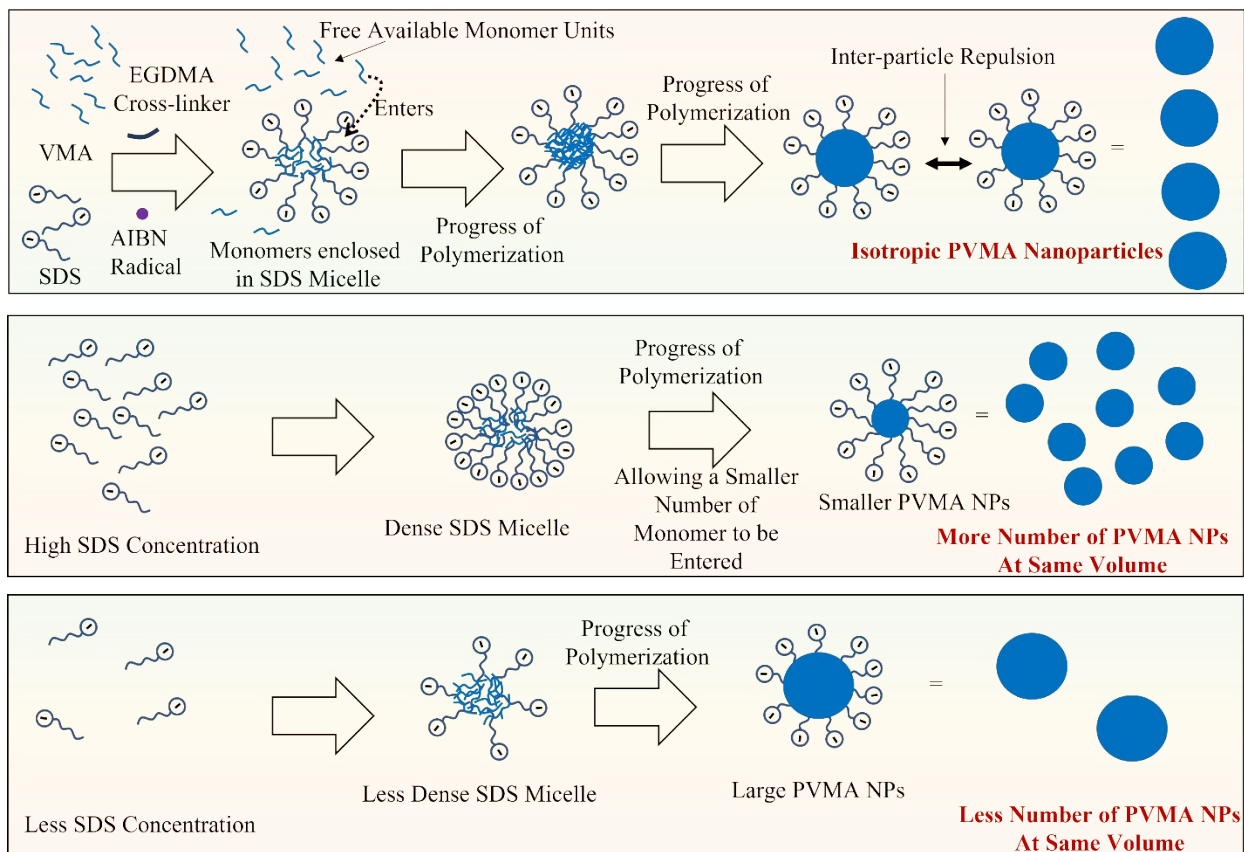 Free Available Monomer Units
EGDMA
Cross-linker
Enters
VMA
AIBN
Radical
SDS
Monomers enclosed
in SDS Micelle
Progress of
Polymerization
Progress of
Polymerization
Inter-particle Repulsion
=
Isotropic PVMA Nanoparticles
High SDS Concentration
Dense SDS Micelle
Progress of
Polymerization
Allowing a Smaller
Number of
Monomer to be
Entered
Smaller PVMA NPs
=
More Number of PVMA NPs
At Same Volume
Less SDS Concentration
Less Dense SDS Micelle
Progress of
Polymerization
Large PVMA NPs
=
Less Number of PVMA NPs
At Same Volume